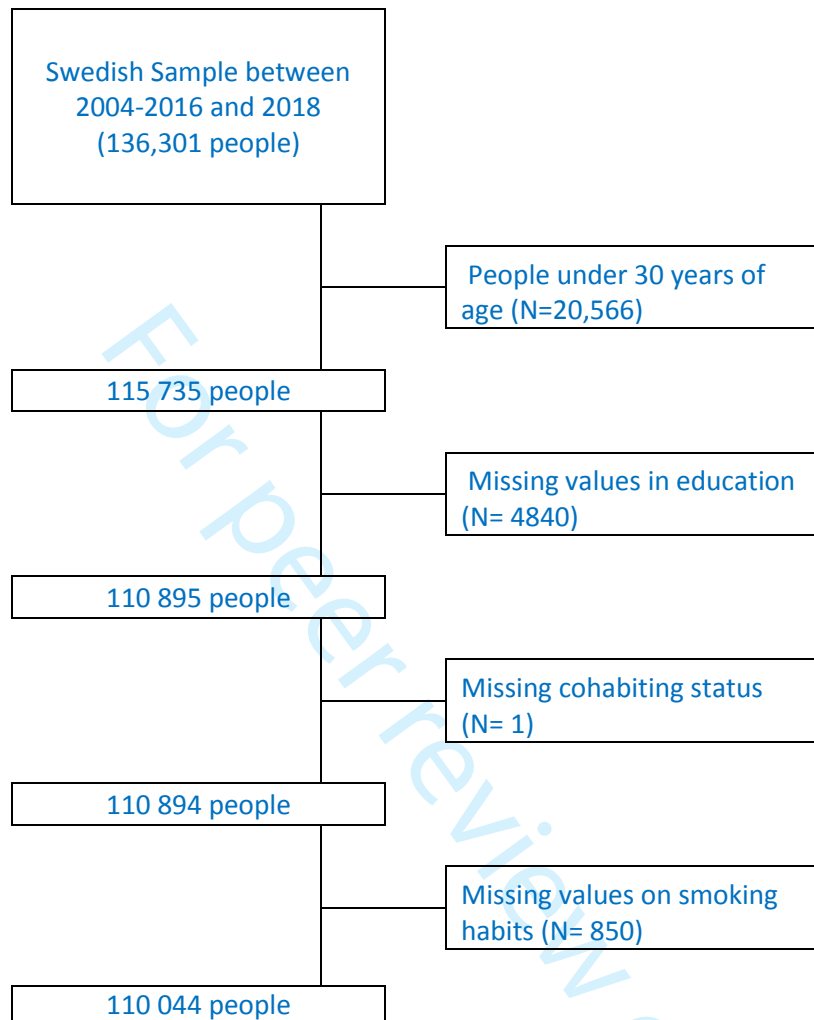 Swedish Sample between
2004-2016 and 2018
(136,301 people)
People under 30 years of
age (N=20,566)
115 735 people
Missing values in education
(N= 4840)
110 895 people
Missing cohabiting status
(N= 1)
110 894 people
Missing values on smoking
habits (N= 850)
110 044 people
For peer review